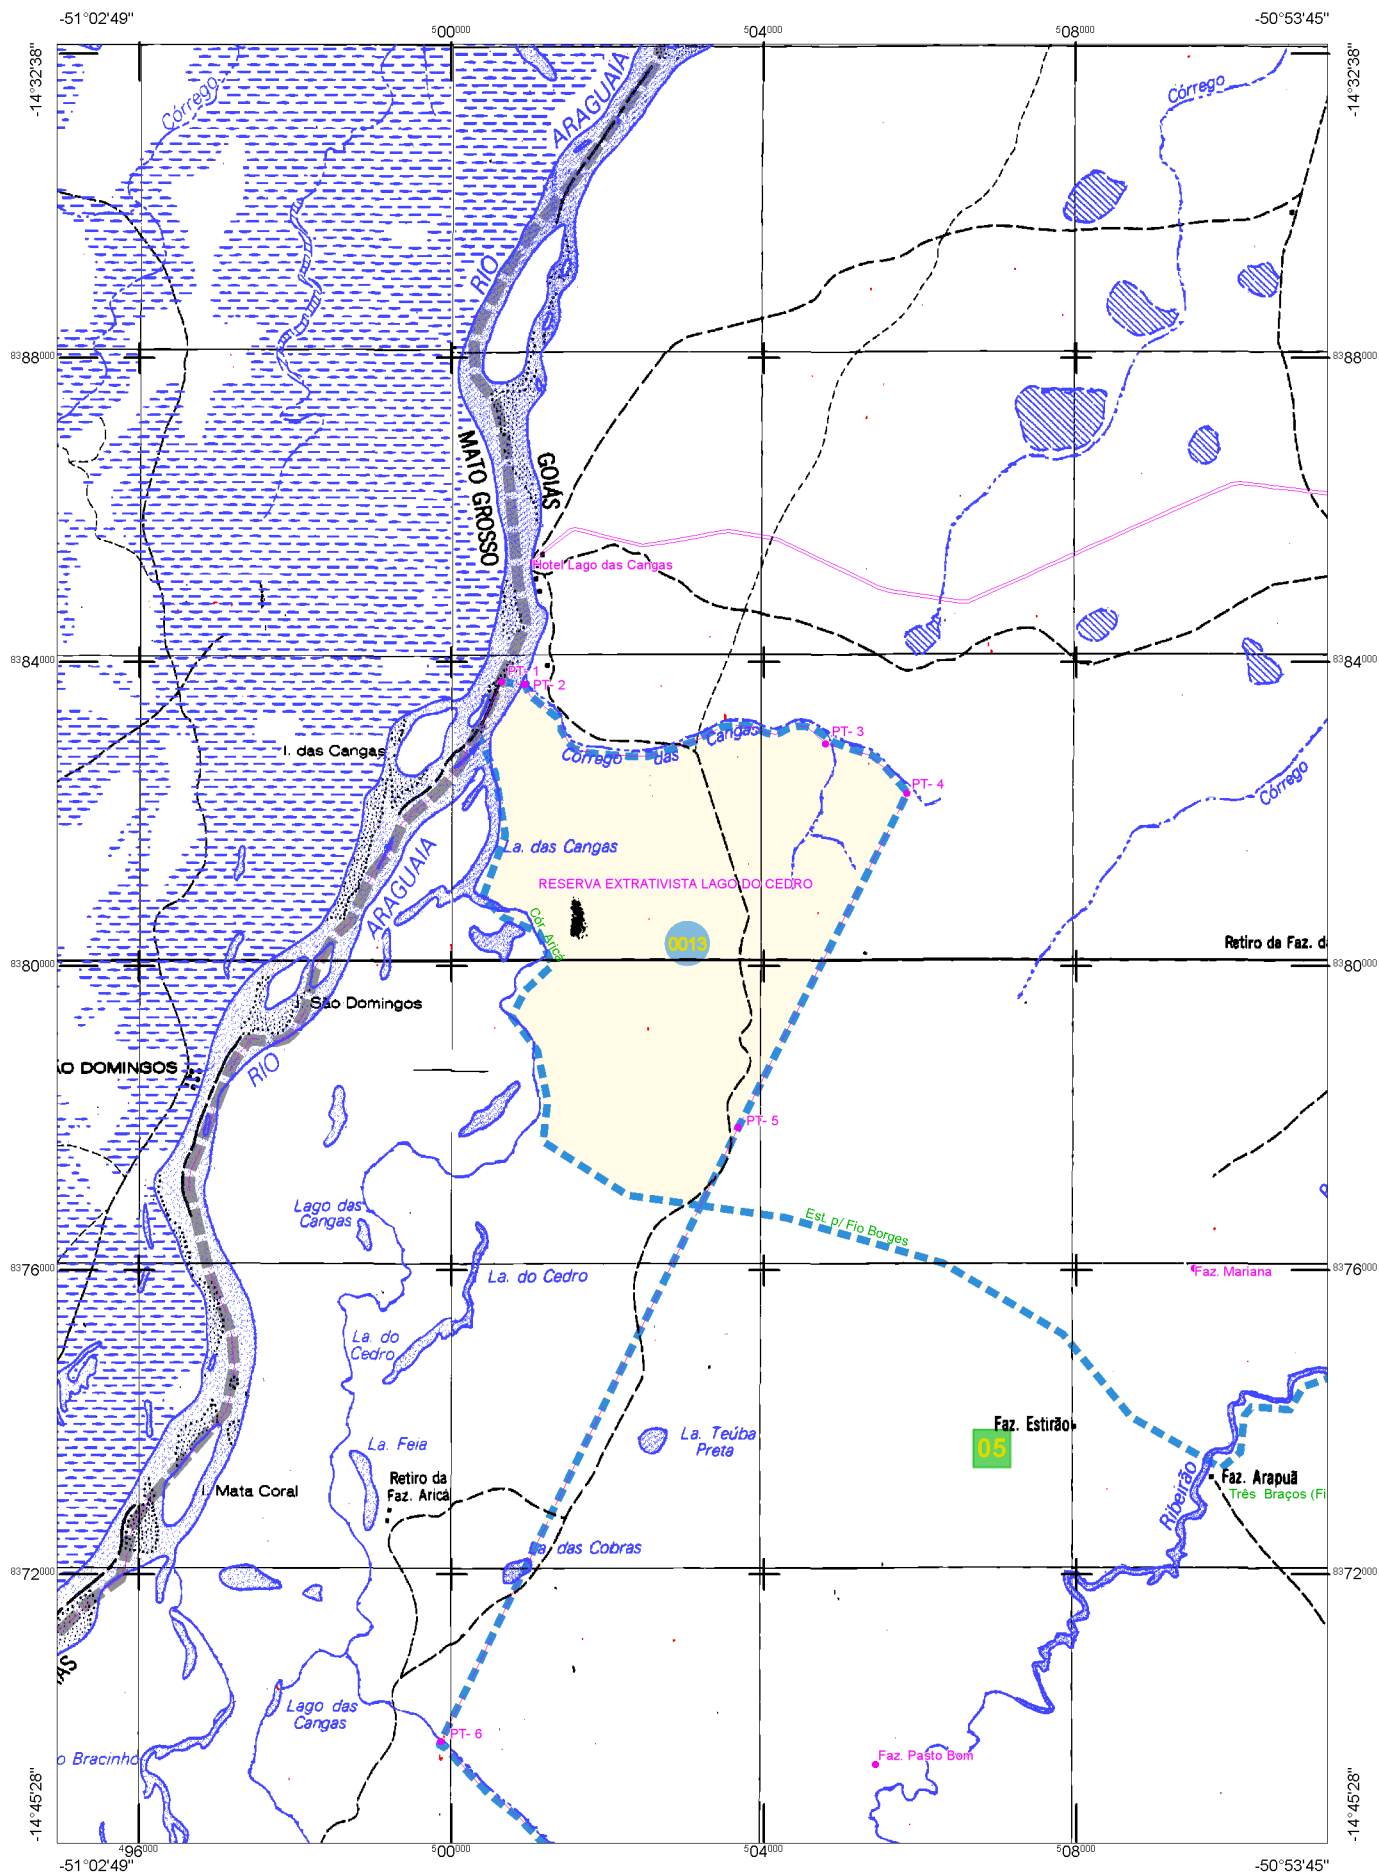 -51°02'49"
-50°53'45"
500000
504000
508000
-14°32'38"
-14°32'38"
Córrego
ARAGUAIA
Córrego
RIO
8388000
8388000
MATO GROSSO
GOIÁS
Hotel Lago das Cangas
8384000
8384000
PT- 1
PT- 2
I. das Cangas
Córrego das Cangas
PT- 3
PT- 4
Córrego
La. das Cangas
ARAGUAIA
RESERVA EXTRATIVISTA LAGO DO CEDRO
Cór. Aricá
0013
Retiro da Faz. d
8380000
8380000
I. São Domingos
ÃO DOMINGOS
RIO
PT- 5
Lago das
Cangas
Est. p/ Fio Borges
8376000
8376000
La. do Cedro
Faz. Mariana
La. do
Cedro
La. Feia
La. Teúba
Preta
Faz. Estirão
05
Retiro da
Faz. Aricá
I. Mata Coral
Ribeirão
Faz. Arapuã
Três Braços (Fi
La. das Cobras
8372000
8372000
ÁS
Lago das
Cangas
PT- 6
o Bracinho
Faz. Pasto Bom
-14°45'28"
-14°45'28"
496000
500000
504000
508000
-51°02'49"
-50°53'45"